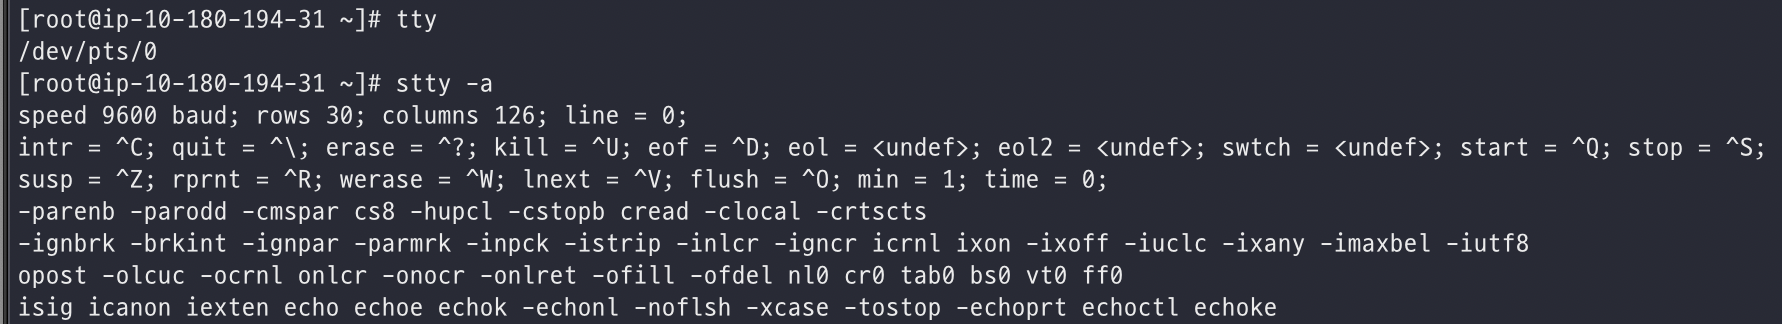 [root@ip-10-180-194-31 ~]# tty
/dev/pts/0
[root@ip-10-180-194-31 ~]# stty -a
speed 9600 baud; rows 30; columns 126; line = 0;
intr = ^C; quit = ^\; erase = ^?; kill = ^U; eof = ^D; eol = <undef>; eol2 = <undef>; swtch = <undef>; start = ^Q; stop = ^S;
susp = ^Z; rprnt = ^R; werase = ^W; lnext = ^V; flush = ^O; min = 1; time = 0;
-parenb -parodd -cmspar cs8 -hupcl -cstopb cread -clocal -crtscts
-ignbrk -brkint -ignpar -parmrk -inpck -istrip -inlcr -igncr icrnl ixon -ixoff -iuclc -ixany -imaxbel -iutf8
opost -olcuc -ocrnl onlcr -onocr -onlret -ofill -ofdel nl0 cr0 tab0 bs0 vt0 ff0
isig icanon iexten echo echoe echok -echonl -noflsh -xcase -tostop -echoprt echoctl echoke